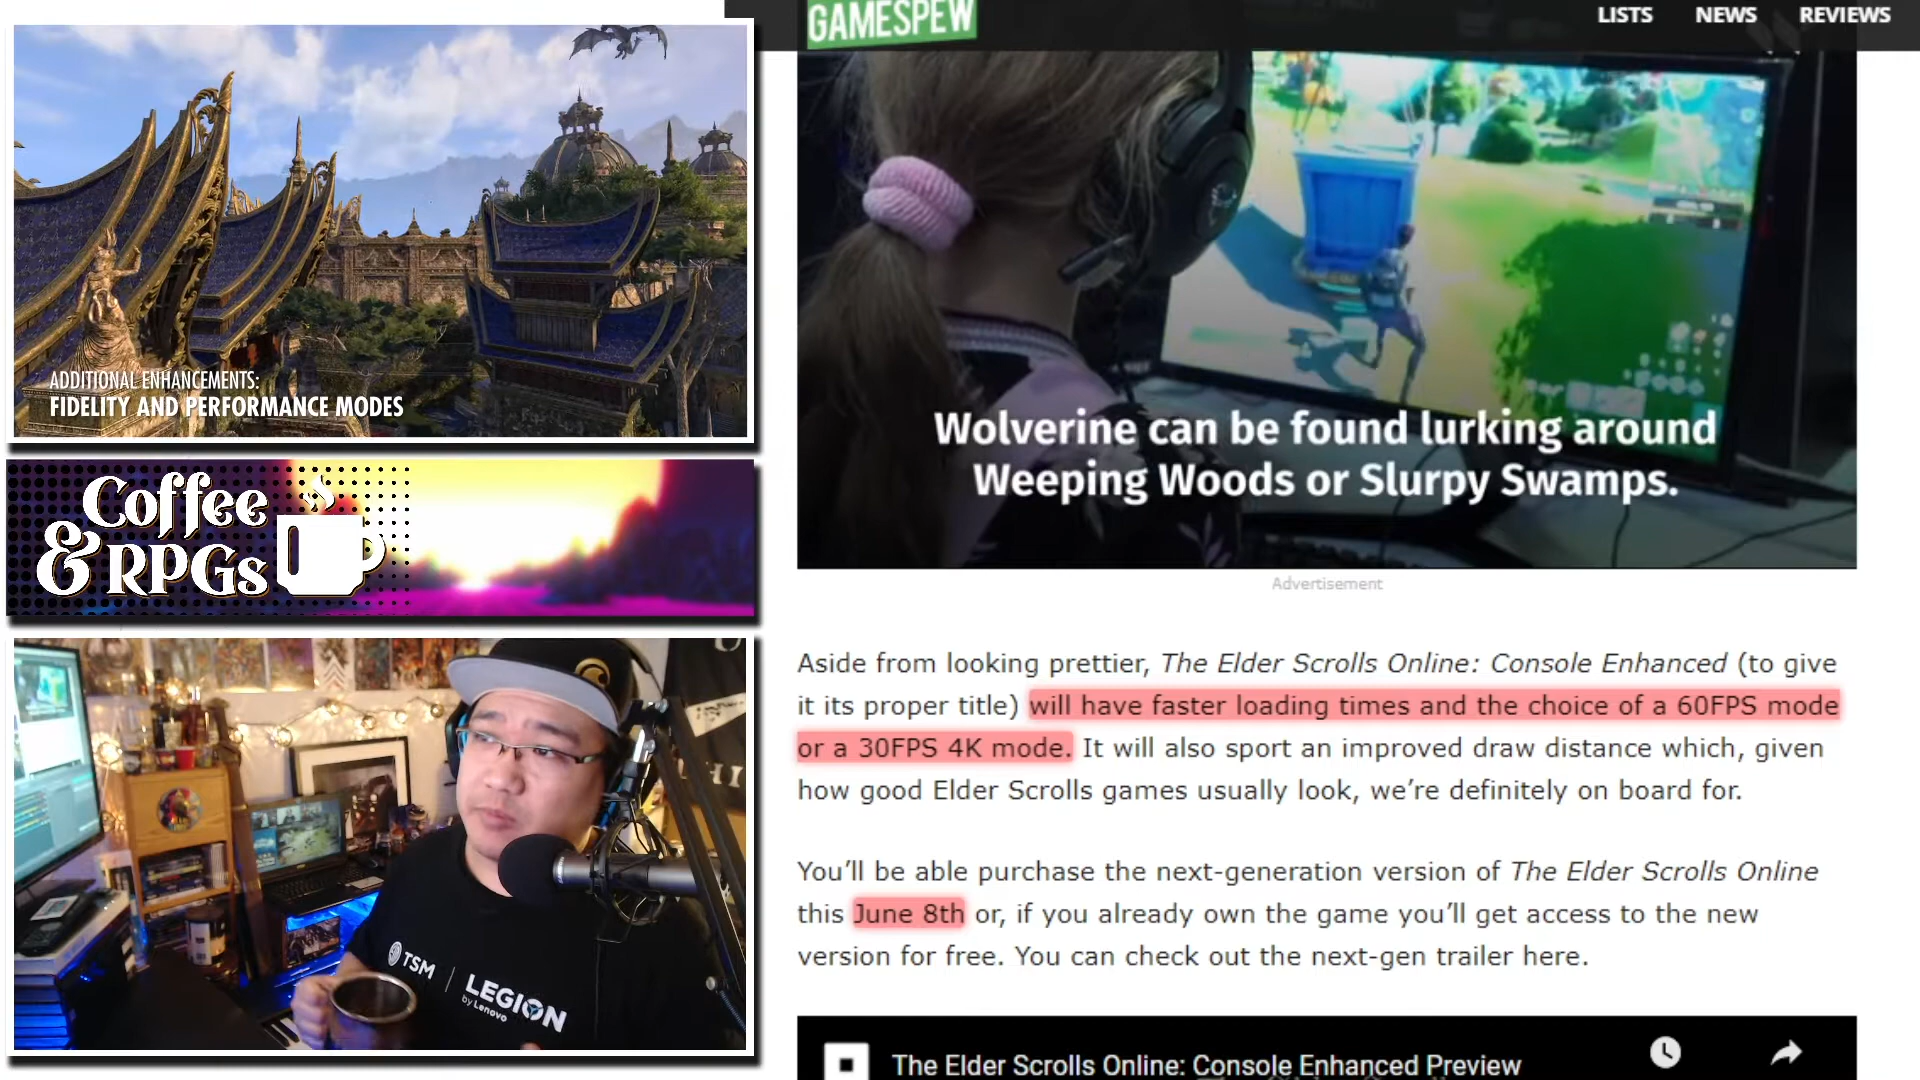 GAMESPEW
LISTS NEWS REVIEWS
ADDITIONAL ENHANCEMENTS:
FIDELITY AND PERFORMANCE MODES
Coffee
& RPGs
TSM | LEGION
by Lenovo
Wolverine can be found lurking around
Weeping Woods or Slurpy Swamps.
Advertisement
Aside from looking prettier, The Elder Scrolls Online: Console Enhanced (to give
it its proper title) will have faster loading times and the choice of a 60FPS mode
or a 30FPS 4K mode. It will also sport an improved draw distance which, given
how good Elder Scrolls games usually look, we’re definitely on board for.
You’ll be able purchase the next-generation version of The Elder Scrolls Online
this June 8th or, if you already own the game you’ll get access to the new
version for free. You can check out the next-gen trailer here.
The Elder Scrolls Online: Console Enhanced Preview